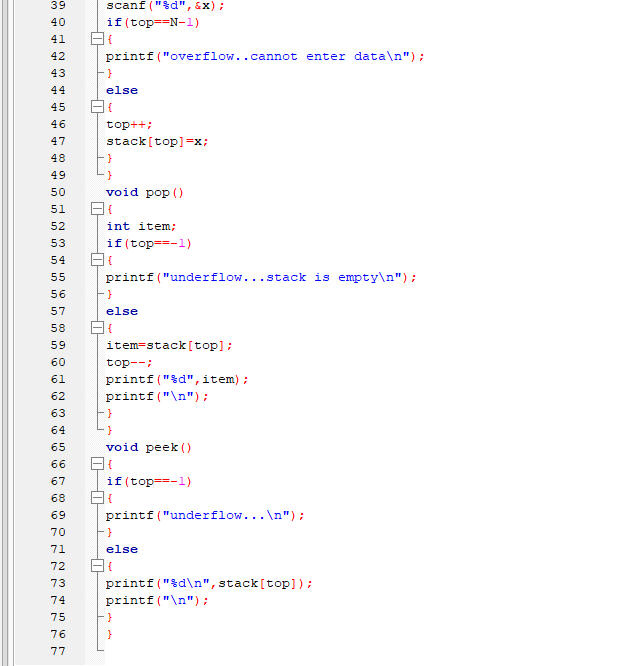 39 scanf("%d",&x);
40 if(top==N-1)
41 {
42 printf("overflow..cannot enter data\n");
43 }
44 else
45 {
46 top++;
47 stack[top]=x;
48 }
49 }
50 void pop()
51 {
52 int item;
53 if(top==-1)
54 {
55 printf("underflow...stack is empty\n");
56 }
57 else
58 {
59 item=stack[top];
60 top--;
61 printf("%d",item);
62 printf("\n");
63 }
64 }
65 void peek()
66 {
67 if(top==-1)
68 {
69 printf("underflow...\n");
70 }
71 else
72 {
73 printf("%d\n",stack[top]);
74 printf("\n");
75 }
76 }
77